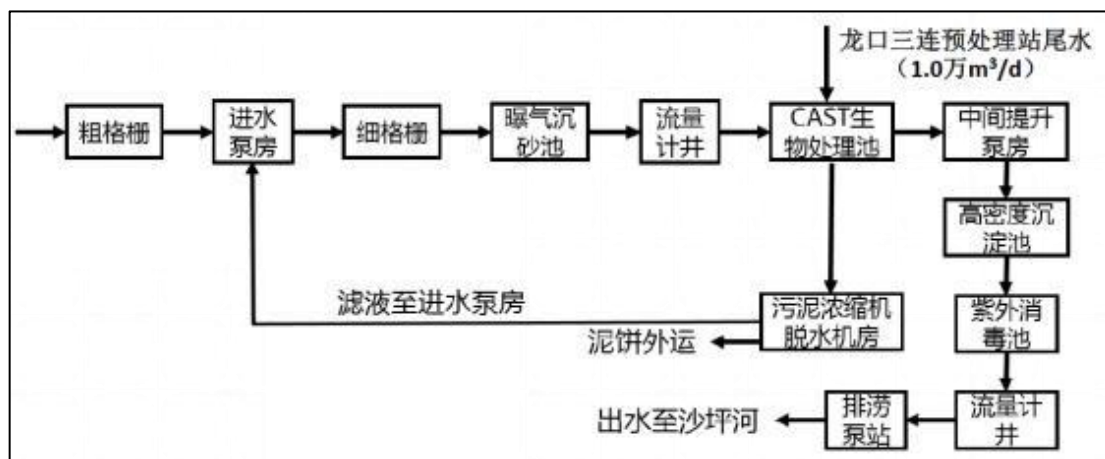 龙口三连预处理站尾水
（1.0万m³/d）
粗格栅
进水
泵房
细格栅
曝气沉
砂池
流量
计井
CAST生
物处理池
中间提升
泵房
高密度沉
淀池
滤液至进水泵房
污泥浓缩机
脱水机房
泥饼外运
紫外消
毒池
出水至沙坪河
排涝
泵站
流量计
井